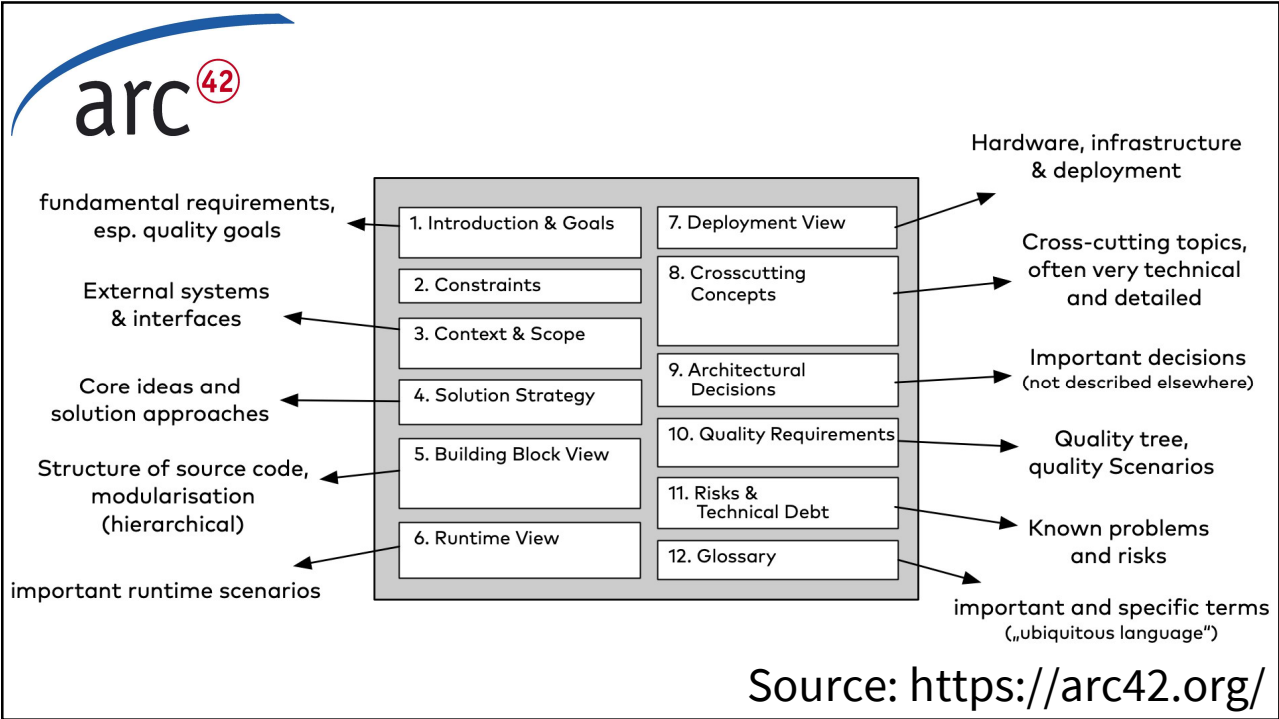 arc42
fundamental requirements,
esp. quality goals
External systems
& interfaces
Core ideas and
solution approaches
Structure of source code,
modularisation
(hierarchical)
important runtime scenarios
1. Introduction & Goals
2. Constraints
3. Context & Scope
4. Solution Strategy
5. Building Block View
6. Runtime View
7. Deployment View
8. Crosscutting
Concepts
9. Architectural
Decisions
10. Quality Requirements
11. Risks &
Technical Debt
12. Glossary
Hardware, infrastructure
& deployment
Cross-cutting topics,
often very technical
and detailed
Important decisions
(not described elsewhere)
Quality tree,
quality Scenarios
Known problems
and risks
important and specific terms
(„ubiquitous language“)
Source: https://arc42.org/